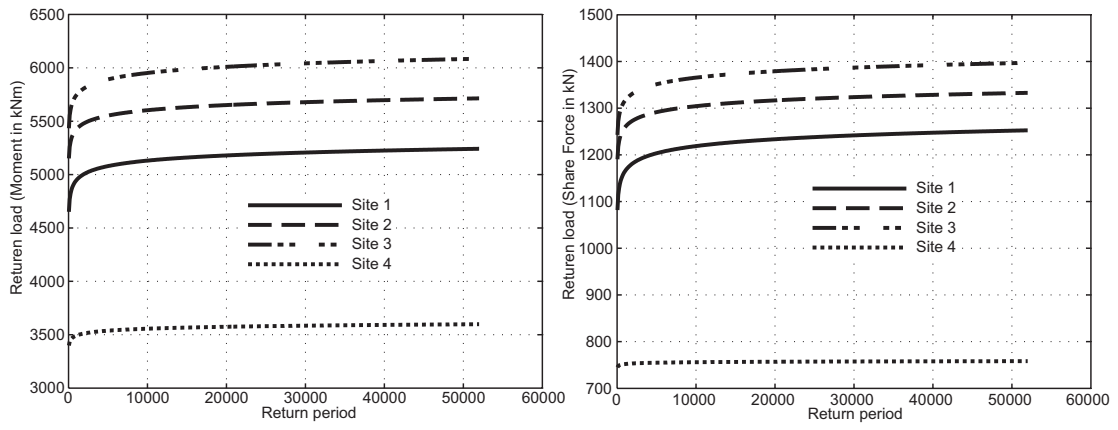 Returen load (Moment in kNm)
6500
6000
5500
5000
4500
4000
3500
3000
0 10000 20000 30000 40000 50000 60000
Return period
Site 1
Site 2
Site 3
Site 4
Returen load (Share Force in kN)
1500
1400
1300
1200
1100
1000
900
800
700
0 10000 20000 30000 40000 50000 60000
Return period
Site 1
Site 2
Site 3
Site 4